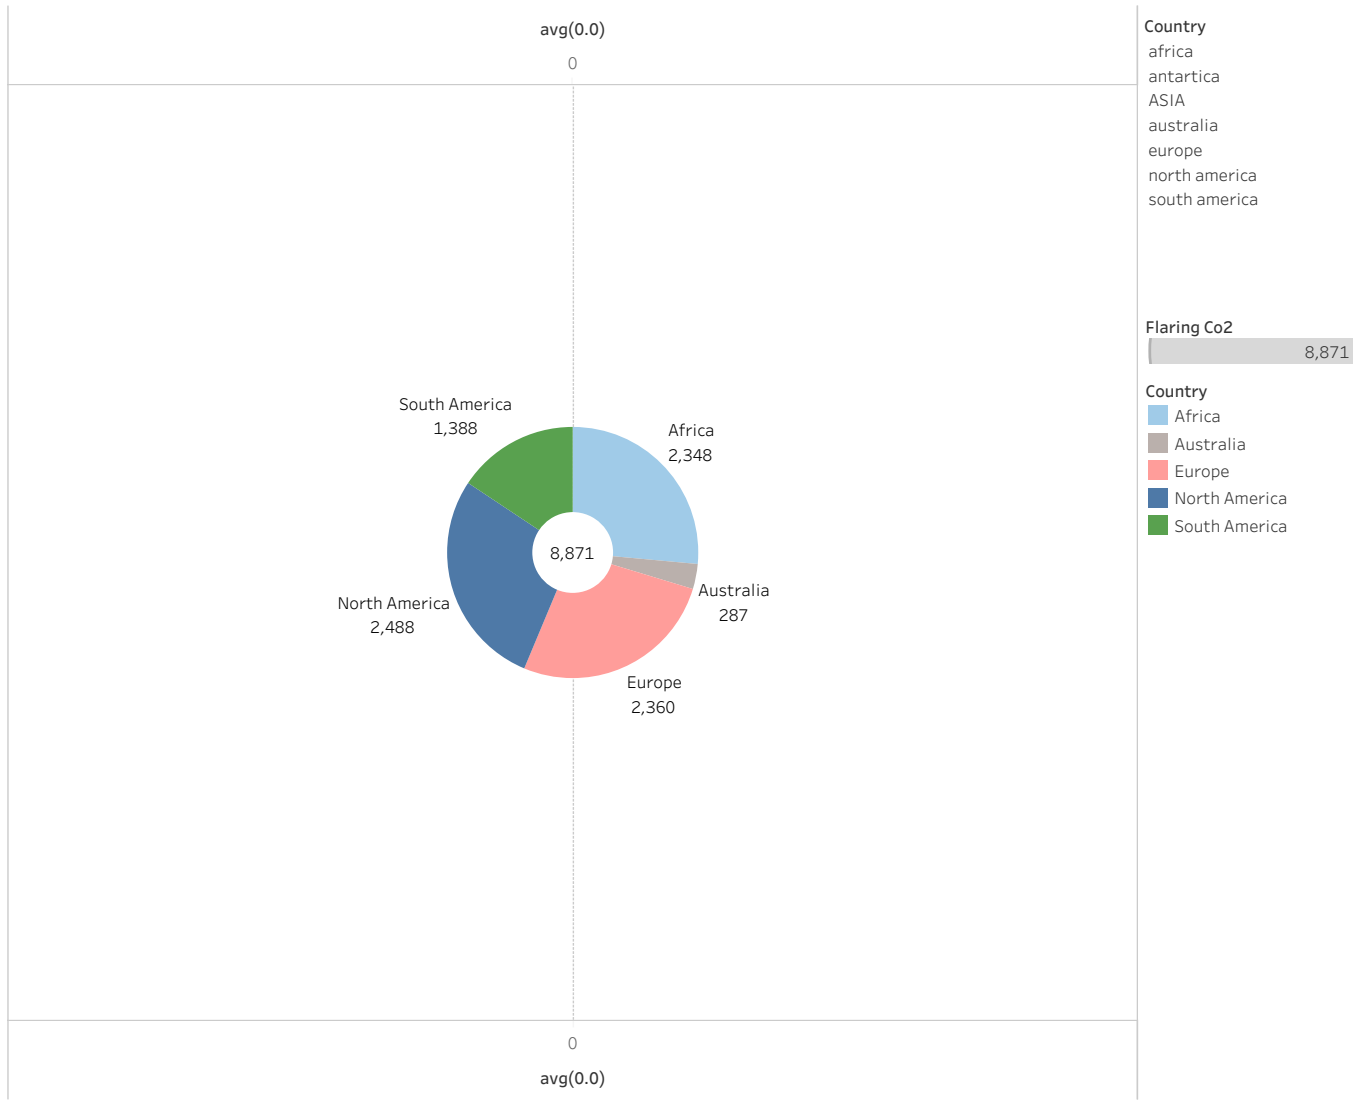 avg(0.0)
0
South America
1,388
Africa
2,348
8,871
Australia
287
North America
2,488
Europe
2,360
0
avg(0.0)
Country
africa
antartica
ASIA
australia
europe
north america
south america
Flaring Co2
8,871
Country
Africa
Australia
Europe
North America
South America